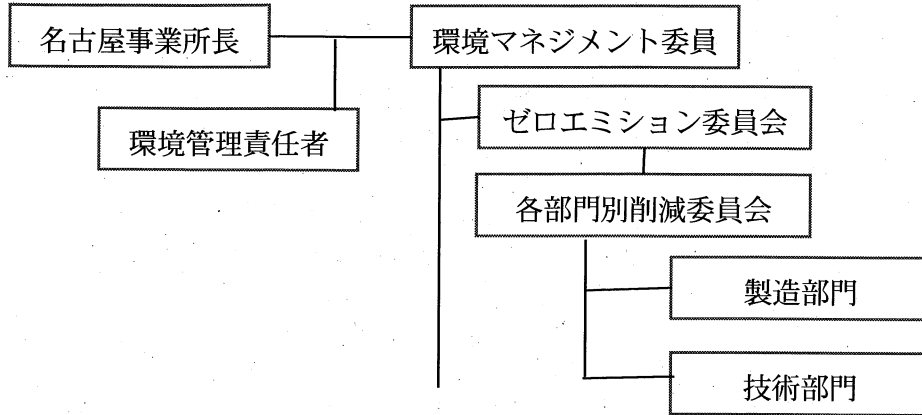 名古屋事業所長
環境マネジメント委員
環境管理責任者
ゼロエミション委員会
各部門別削減委員会
製造部門
技術部門